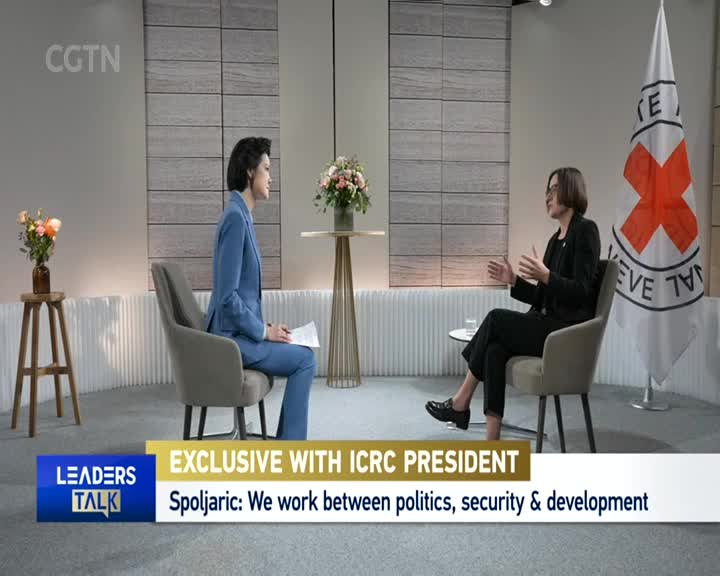 CGTN
EXCLUSIVE WITH ICRC PRESIDENT
LEADERS
TALK
Spoljaric: We work between politics, security & development